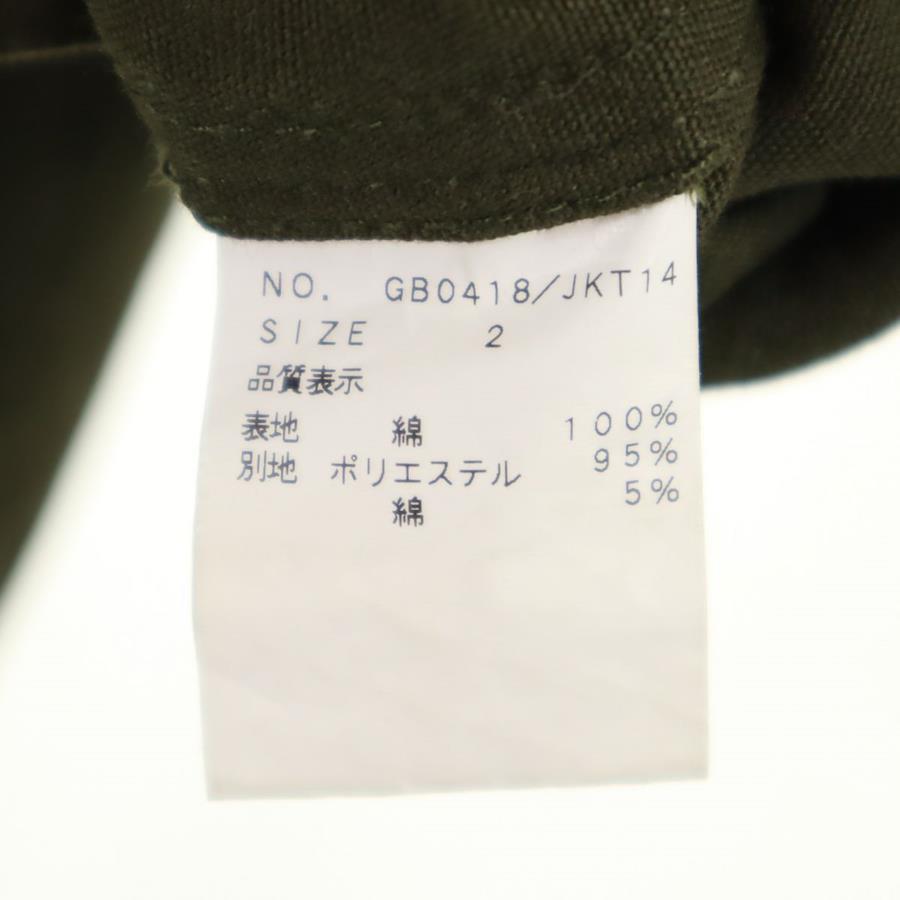 NO. GB0418/JKT14
SIZE 2
品質表示
表地 綿 100%
別地 ポリエステル 95%
綿 5%